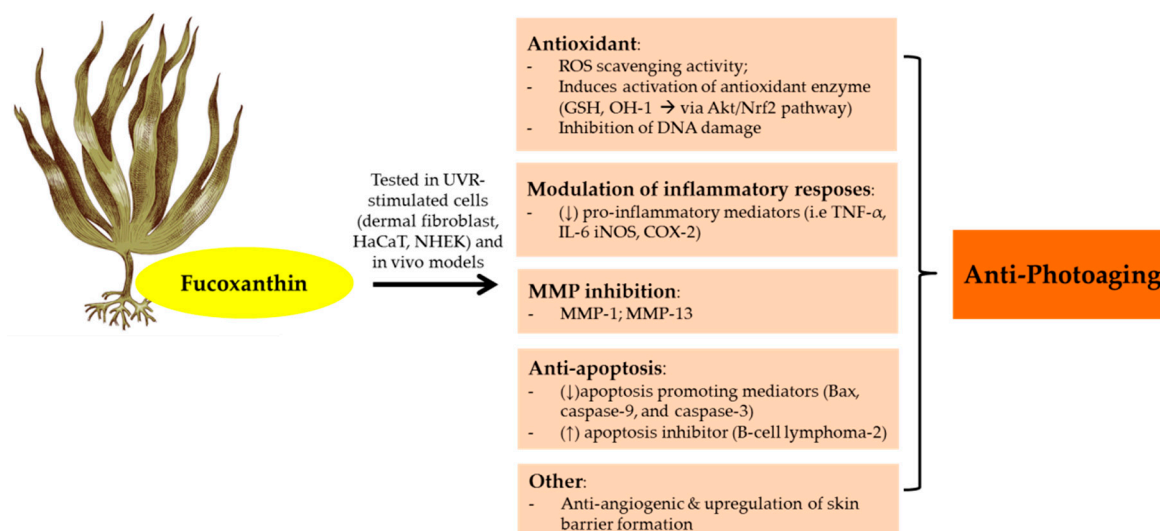 Fucoxanthin
Tested in UVR-
stimulated cells
(dermal fibroblast,
HaCaT, NHEK) and
in vivo models
Antioxidant:
- ROS scavenging activity;
- Induces activation of antioxidant enzyme
(GSH, OH-1 → via Akt/Nrf2 pathway)
- Inhibition of DNA damage
Modulation of inflammatory resposes:
- (↓) pro-inflammatory mediators (i.e TNF-α,
IL-6 iNOS, COX-2)
MMP inhibition:
- MMP-1; MMP-13
Anti-apoptosis:
- (↓)apoptosis promoting mediators (Bax,
caspase-9, and caspase-3)
- (↑) apoptosis inhibitor (B-cell lymphoma-2)
Other:
- Anti-angiogenic & upregulation of skin
barrier formation
Anti-Photoaging